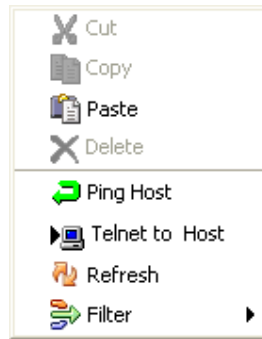 Cut
Copy
Paste
Delete
Ping Host
Telnet to Host
Refresh
Filter